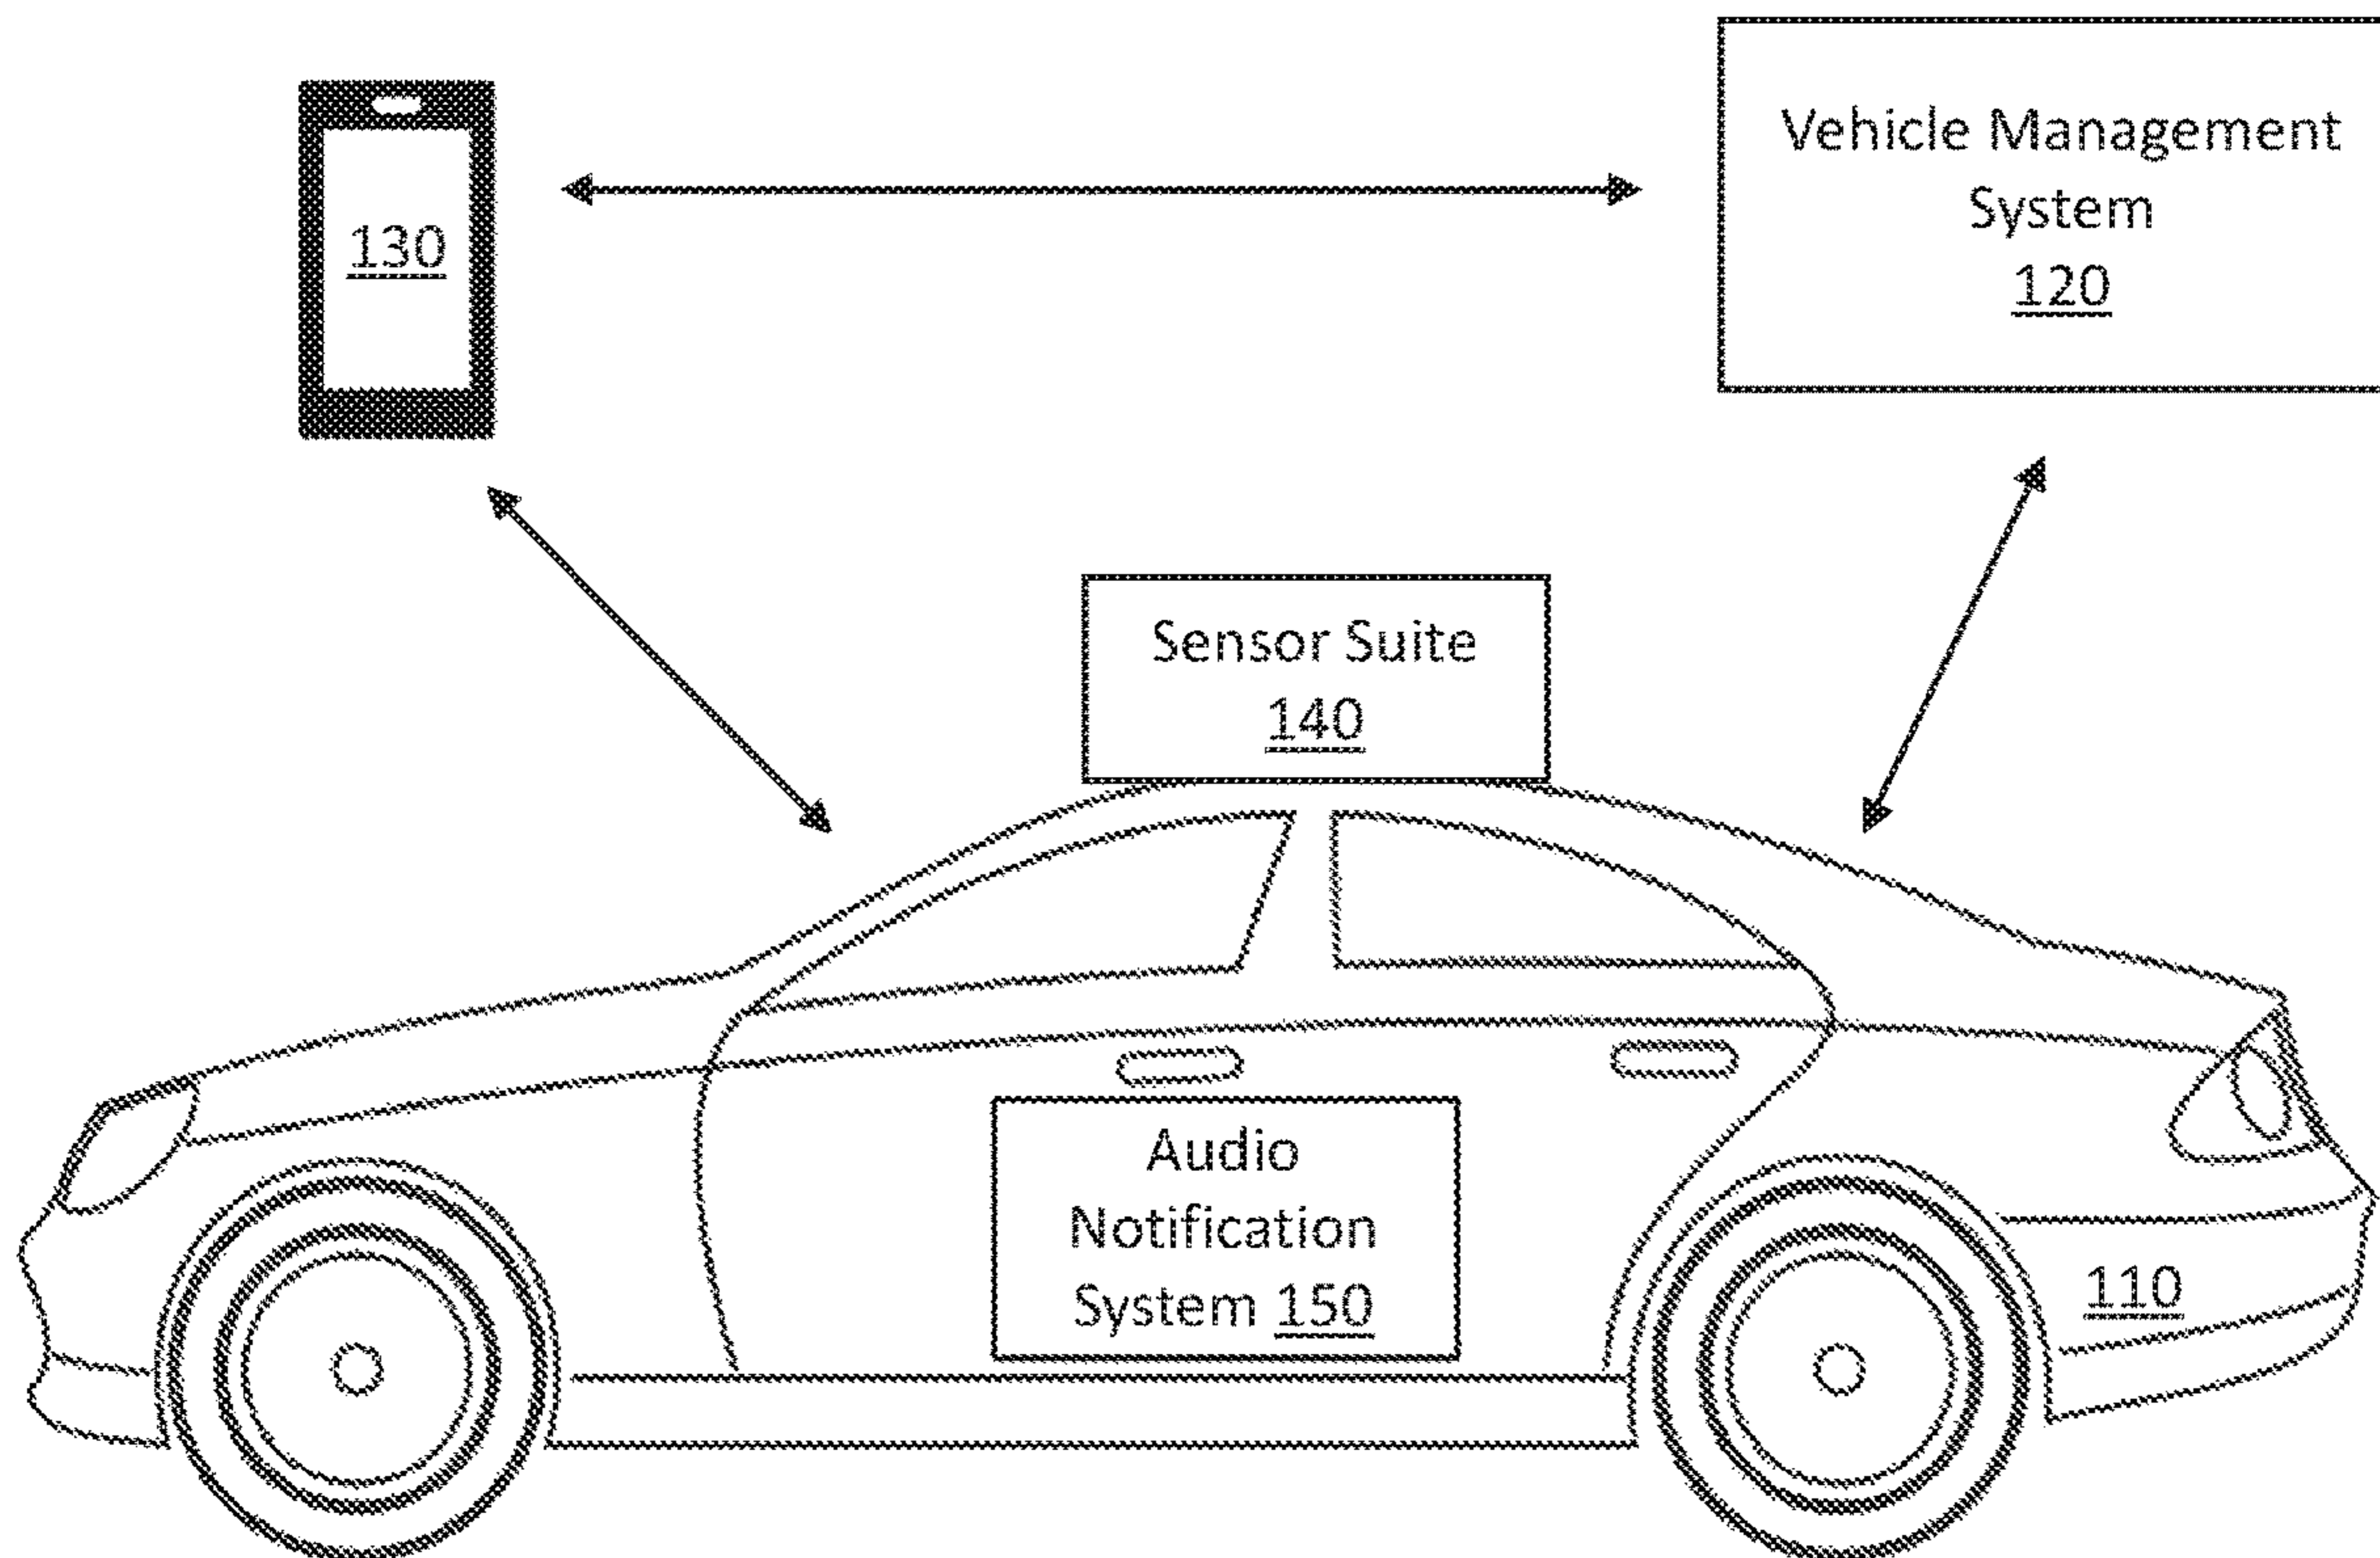 130
Vehicle Management
System
120
Sensor Suite
140
Audio
Notification
System 150
110